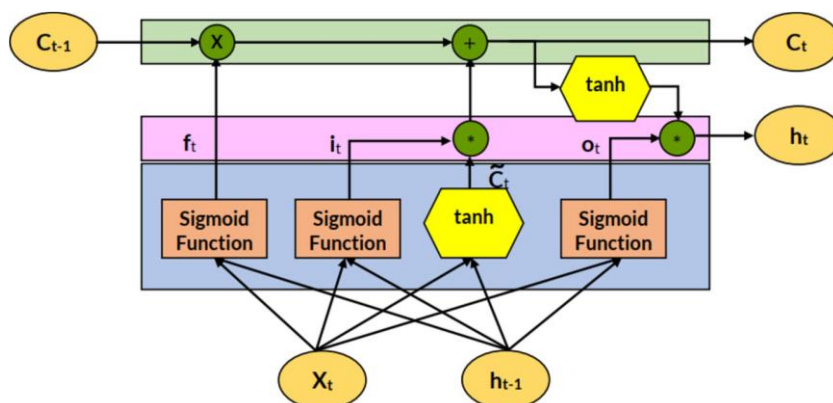 Cₜ₋₁
X
+
Cₜ
tanh
fₜ
iₜ
*
oₜ
*
hₜ
C̃ₜ
Sigmoid
Function
Sigmoid
Function
tanh
Sigmoid
Function
Xₜ
hₜ₋₁